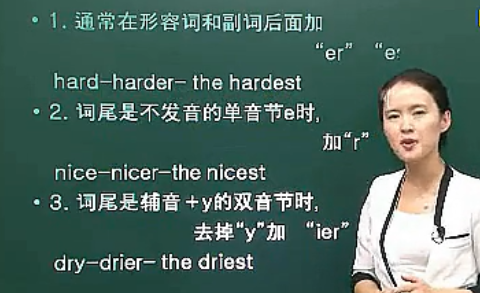 • 1. 通常在形容词和副词后面加
“er” “es
hard-harder- the hardest
• 2. 词尾是不发音的单音节e时,
加“r”
nice-nicer-the nicest
• 3. 词尾是辅音+y的双音节时,
去掉“y”加 “ier”
dry-drier- the driest